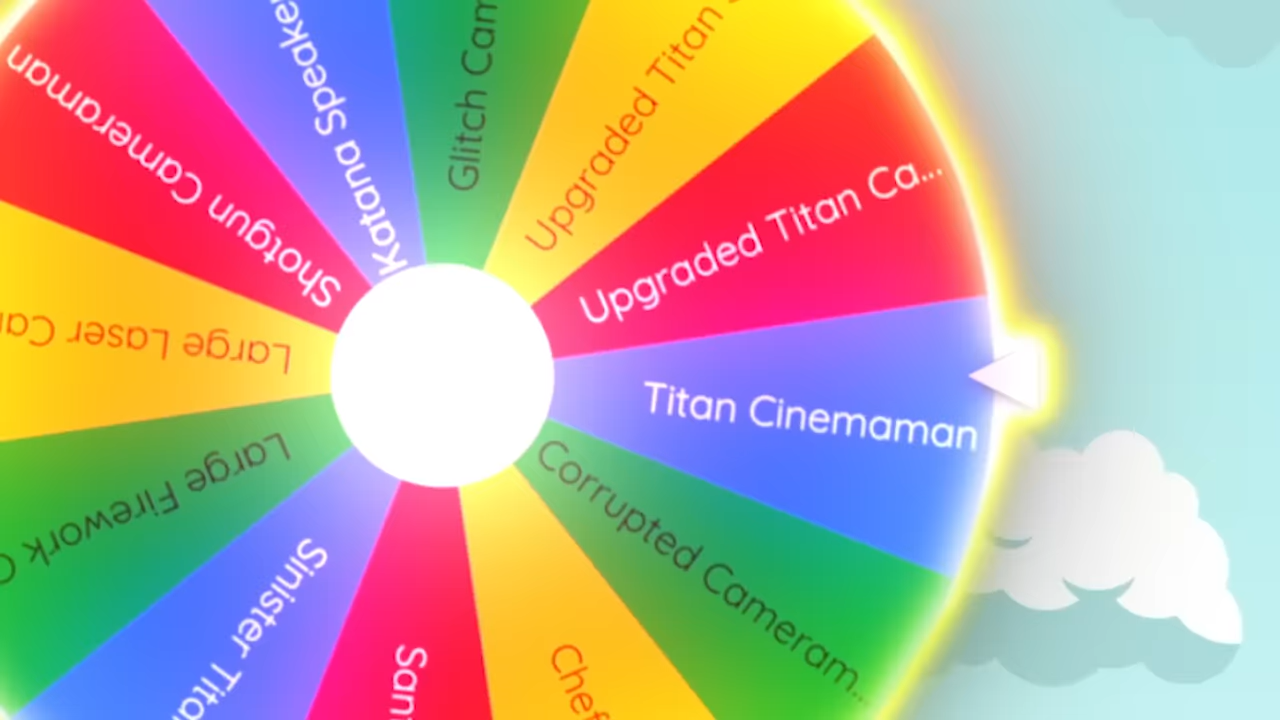 Katana Speaker
Glitch Cam
Upgraded Titan
Upgraded Titan Ca...
Titan Cinemaman
Corrupted Cameram...
Chef
San
Sinister Titan
Large Firework C
Large Laser Cam
Shotgun Cameraman